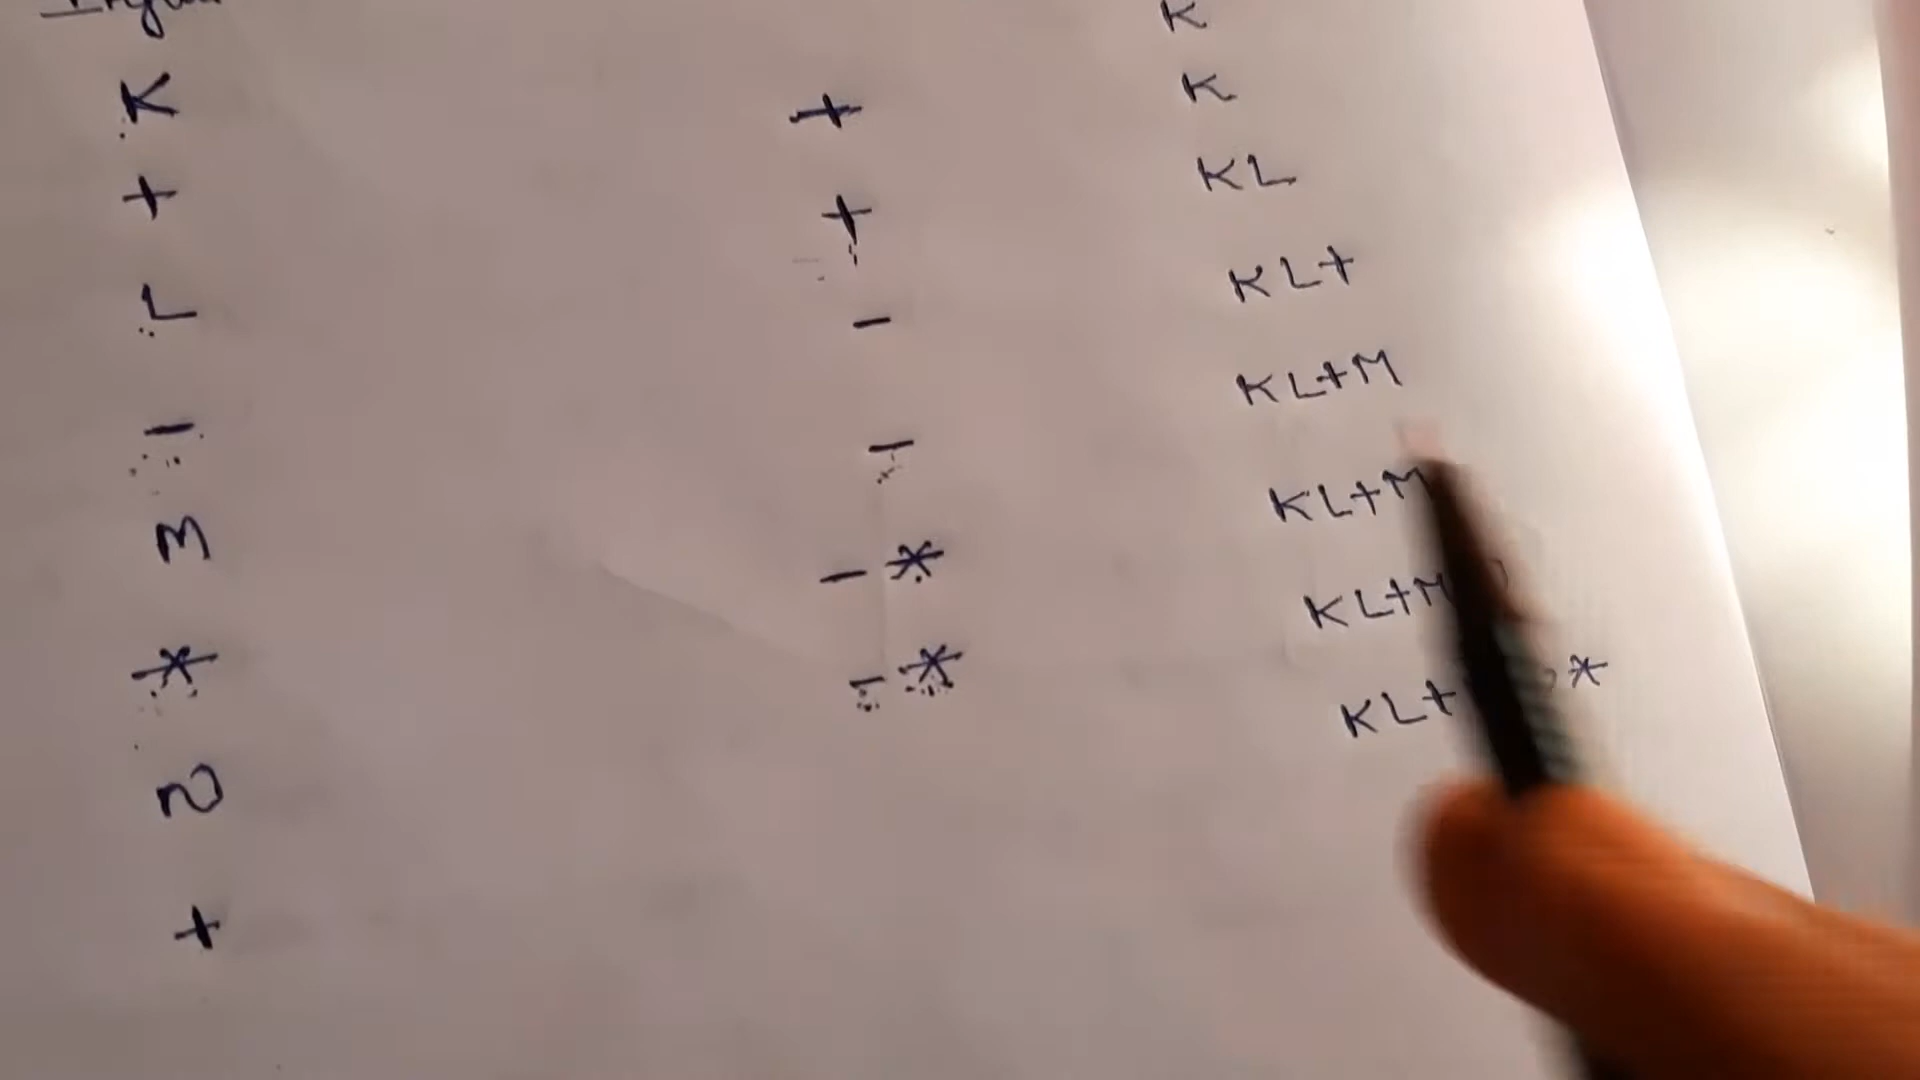 K
K + K
+ + KL
L - KL+
- - KL+M
M - * KL+M
* - * KL+M
N KL+ *
+